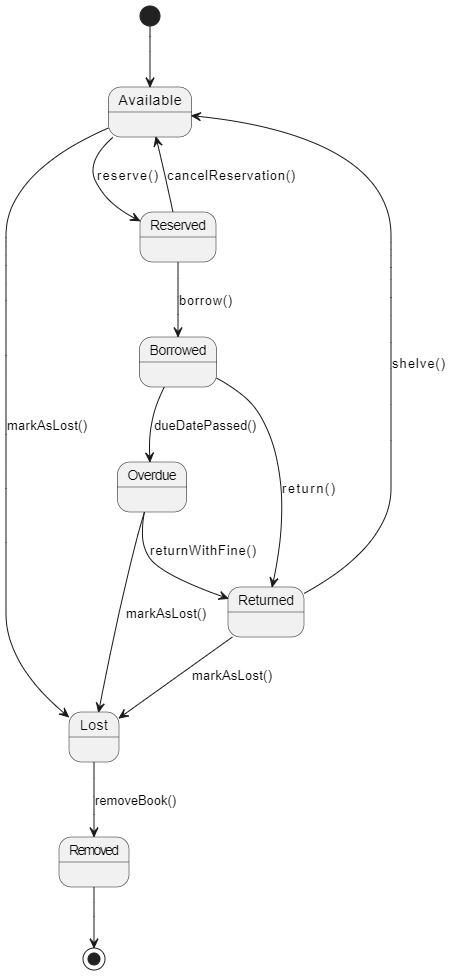 Available
reserve()
cancelReservation()
Reserved
borrow()
Borrowed
shelve()
markAsLost()
dueDatePassed()
Overdue
return()
returnWithFine()
Returned
markAsLost()
markAsLost()
Lost
removeBook()
Removed